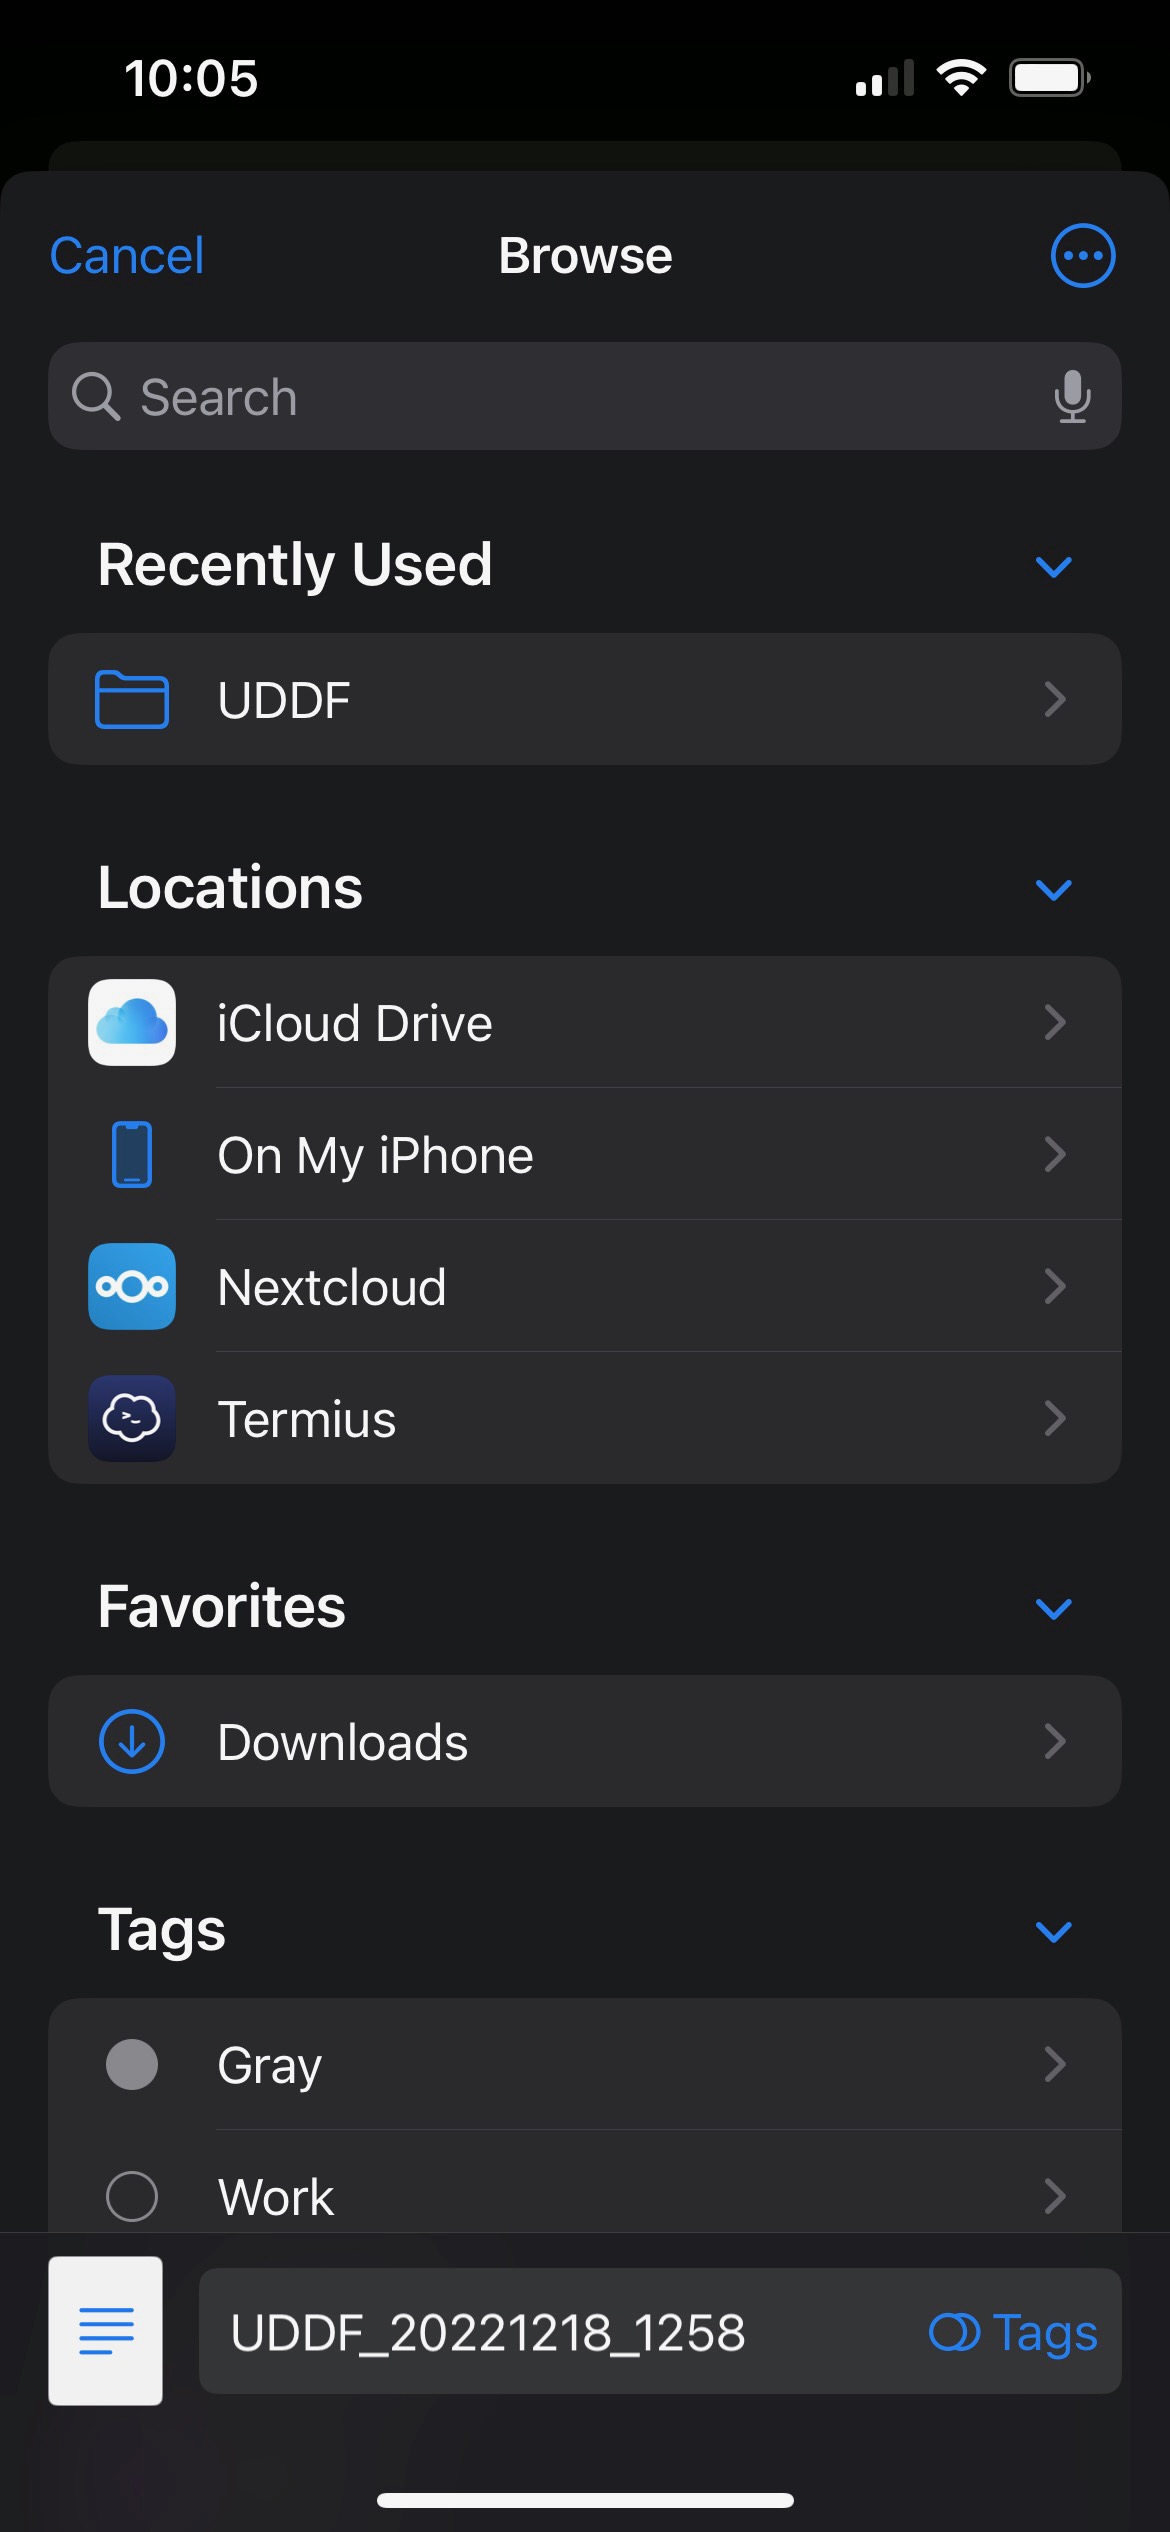 10:05
Cancel
Browse
Search
Recently Used
UDDF
Locations
iCloud Drive
On My iPhone
Nextcloud
Termius
Favorites
Downloads
Tags
Gray
Work
UDDF_20221218_1258
Tags